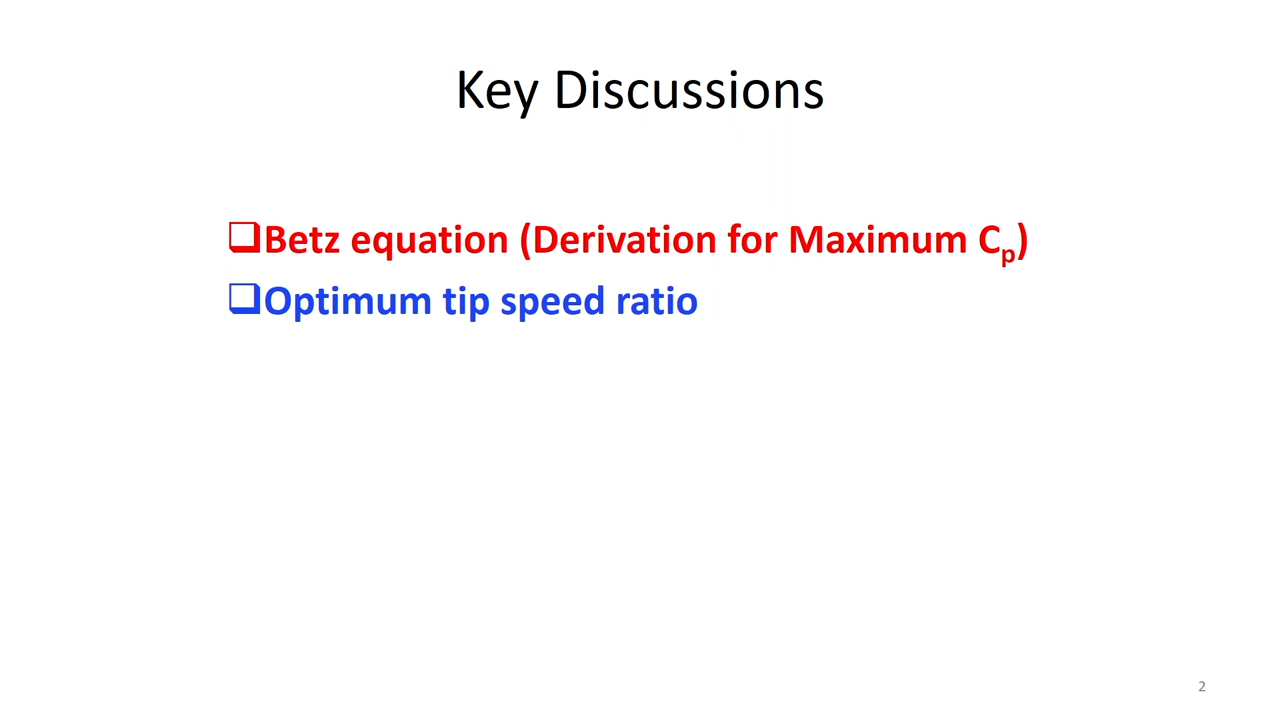 Key Discussions
❑Betz equation (Derivation for Maximum Cp)
❑Optimum tip speed ratio
2